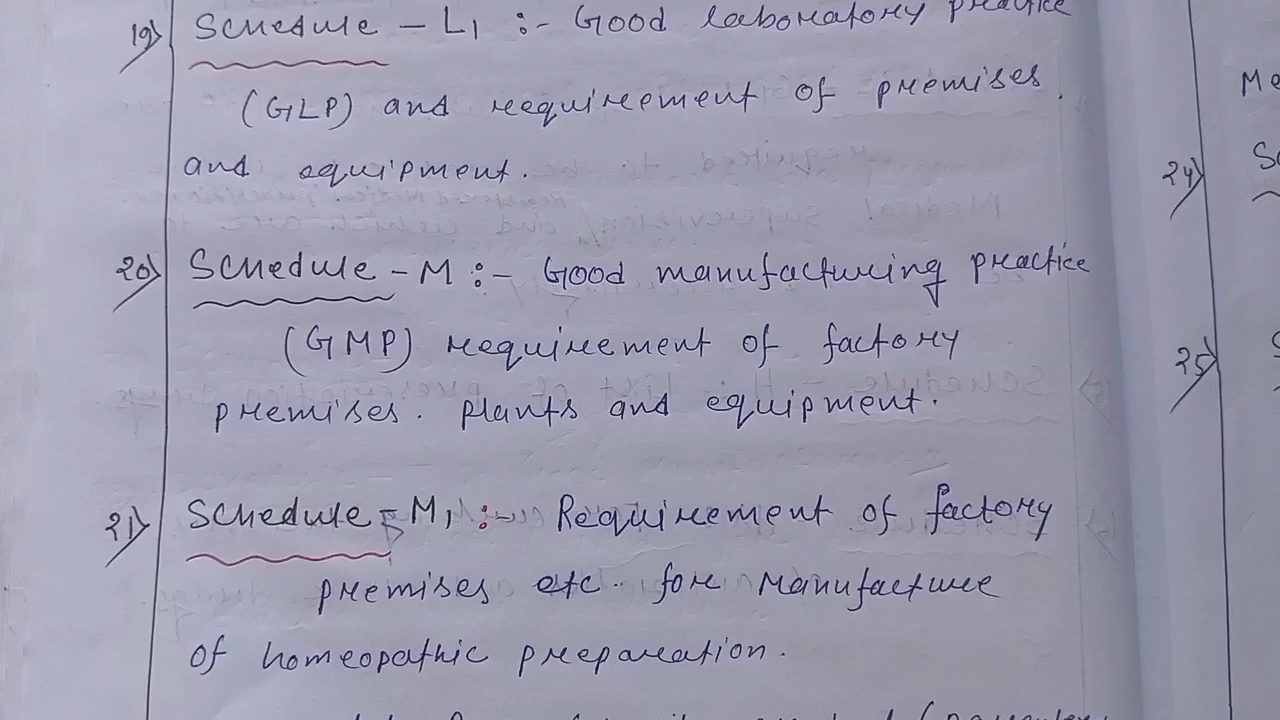 19) Schedule - L1 :- Good laboratory practice
(GLP) and requirement of premises
and equipment.
20) Schedule - M :- Good manufacturing practice
(GMP) requirement of factory
premises. plants and equipment.
21) Schedule - M1 :- Requirement of factory
premises etc. for manufacture
of homeopathic preparation.
24)
25)